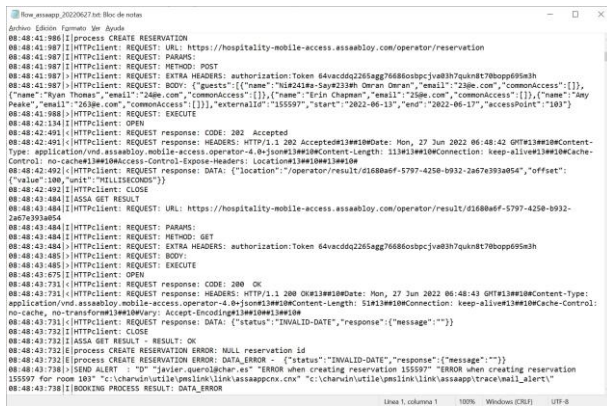 flow_assaapp_20220627.txt: Bloc de notas
Archivo Edición Formato Ver Ayuda
08:48:41:986|I|process CREATE RESERVATION
08:48:41:987|I|HTTPclient: REQUEST: URL: https://hospitality-mobile-access.assaabloy.com/operator/reservation
08:48:41:987|I|HTTPclient: REQUEST: PARAMS:
08:48:41:987|I|HTTPclient: REQUEST: METHOD: POST
08:48:41:987|>|HTTPclient: REQUEST: EXTRA HEADERS: authorization:Token
08:48:41:987|>|HTTPclient: REQUEST: BODY: {"guests":[{"name":"Ni#241#a-Say#233#h Omran Omran","email":"23@e.com","commonAccess":[]},
{"name":"Ryan Thomas","email":"24@e.com","commonAccess":[]},{"name":"Erin Chapman","email":"25@e.com","commonAccess":[]},{"name":"Amy
Peake","email":"263@e.com","commonAccess":[]}],"externalId":"155597","start":"2022-06-13","end":"2022-06-17","accessPoint":"103"}
08:48:41:988|>|HTTPclient: REQUEST: EXECUTE
08:48:42:134|I|HTTPclient: OPEN
08:48:42:491|<|HTTPclient: REQUEST response: CODE: 202  Accepted
08:48:42:491|<|HTTPclient: REQUEST response: HEADERS: HTTP/1.1 202 Accepted#13##10#Date: Mon, 27 Jun 2022 06:48:42 GMT#13##10#Content-
Type: application/vnd.assaabloy.mobile-access.operator-4.0+json#13##10#Content-Length: 113#13##10#Connection: keep-alive#13##10#Cache-
Control: no-cache#13##10#Access-Control-Expose-Headers: Location#13##10##13##10#
08:48:42:492|<|HTTPclient: REQUEST response: DATA: {"location":"/operator/result/d1680a6f-5797-4250-b932-2a67e393a054","offset":
{"value":100,"unit":"MILLISECONDS"}}
08:48:42:492|I|HTTPclient: CLOSE
08:48:43:484|I|ASSA GET RESULT
08:48:43:484|I|HTTPclient: REQUEST: URL: https://hospitality-mobile-access.assaabloy.com/operator/result/d1680a6f-5797-4250-b932-
2a67e393a054
08:48:43:484|I|HTTPclient: REQUEST: PARAMS:
08:48:43:484|I|HTTPclient: REQUEST: METHOD: GET
08:48:43:484|>|HTTPclient: REQUEST: EXTRA HEADERS: authorization:Token
08:48:43:485|>|HTTPclient: REQUEST: BODY:
08:48:43:485|>|HTTPclient: REQUEST: EXECUTE
08:48:43:675|I|HTTPclient: OPEN
08:48:43:731|<|HTTPclient: REQUEST response: CODE: 200  OK
08:48:43:731|<|HTTPclient: REQUEST response: HEADERS: HTTP/1.1 200 OK#13##10#Date: Mon, 27 Jun 2022 06:48:43 GMT#13##10#Content-Type:
application/vnd.assaabloy.mobile-access.operator-4.0+json#13##10#Content-Length: 51#13##10#Connection: keep-alive#13##10#Cache-Control:
no-cache, no-transform#13##10#Vary: Accept-Encoding#13##10##13##10#
08:48:43:731|<|HTTPclient: REQUEST response: DATA: {"status":"INVALID-DATE","response":{"message":""}}
08:48:43:732|I|HTTPclient: CLOSE
08:48:43:732|I|ASSA GET RESULT - RESULT: OK
08:48:43:732|E|process CREATE RESERVATION ERROR: NULL reservation id
08:48:43:732|E|process CREATE RESERVATION ERROR: DATA_ERROR -  {"status":"INVALID-DATE","response":{"message":""}}
08:48:43:738|>|SEND ALERT  : "D" "javier.querol@char.es" "ERROR when creating reservation 155597" "ERROR when creating reservation
155597 for room 103" "c:\charwin\utile\pmslink\link\assaappcnx.cnx" "c:\charwin\utile\pmslink\link\assaapp\trace\mail_alert\"
08:48:43:738|I|BOOKING PROCESS RESULT: DATA_ERROR
Línea 1, columna 1 100% Windows (CRLF) UTF-8